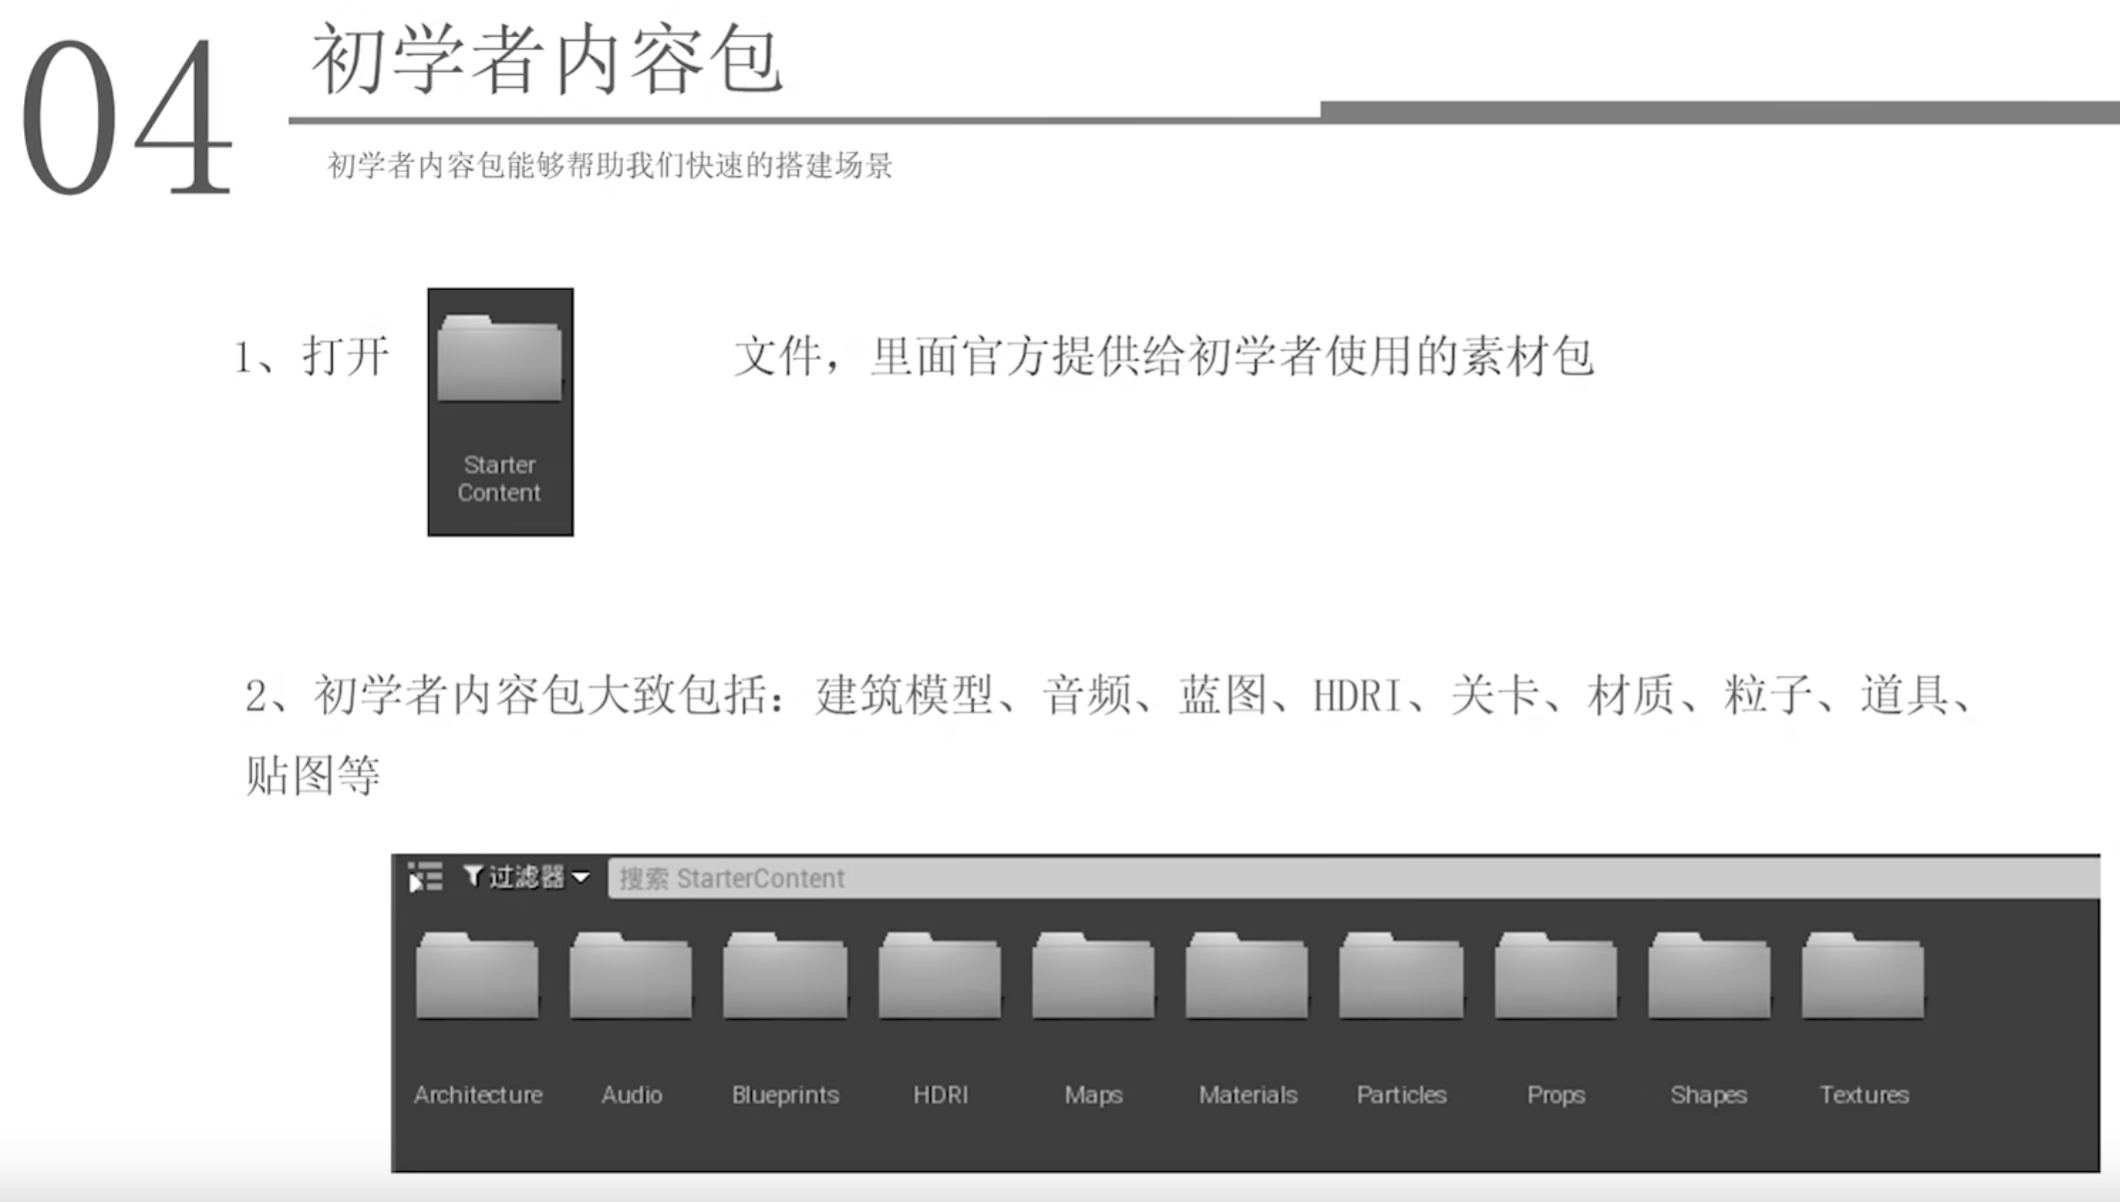 04
初学者内容包
初学者内容包能够帮助我们快速的搭建场景
1、打开
Starter
Content
文件，里面官方提供给初学者使用的素材包
2、初学者内容包大致包括：建筑模型、音频、蓝图、HDRI、关卡、材质、粒子、道具、
贴图等
过滤器 搜索 StarterContent
Architecture Audio Blueprints HDRI Maps Materials Particles Props Shapes Textures